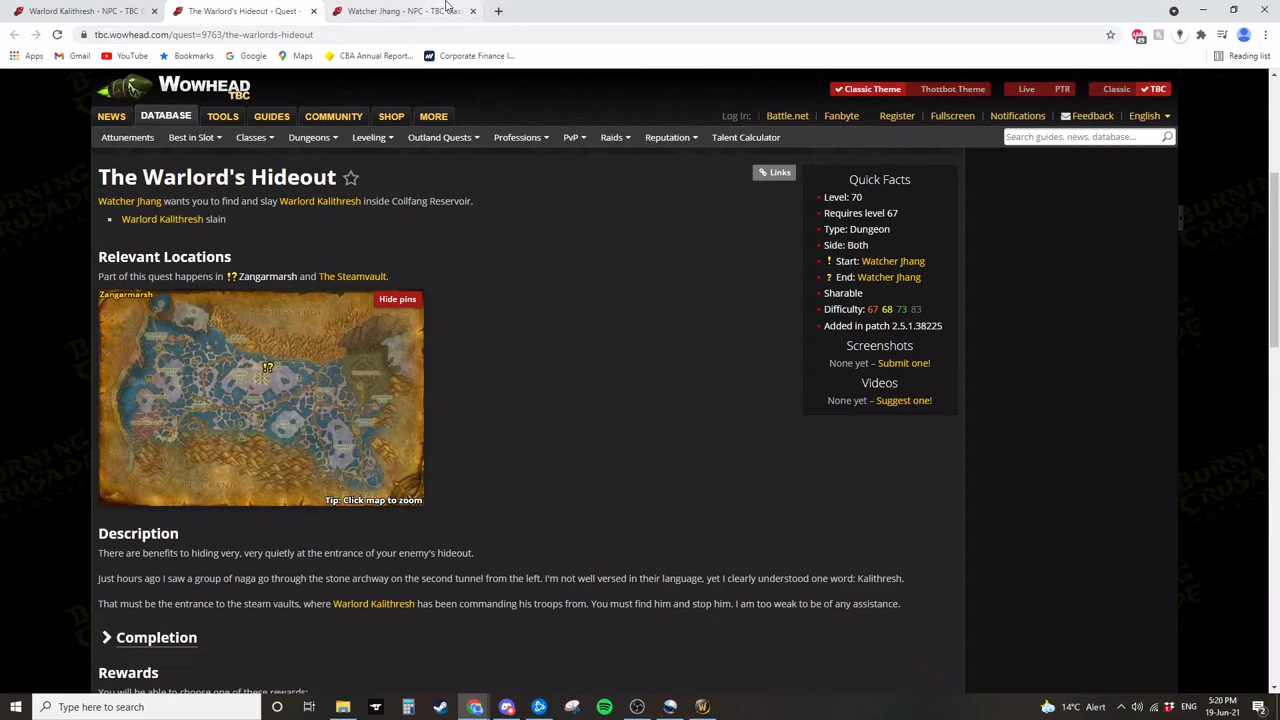 Warlord Kalithresh - NPC - TBC
The Warlord's Hideout - Quest -
Watcher Jhang - NPC - TBC
tbc.wowhead.com/quest=9763/the-warlords-hideout
49
Apps Gmail YouTube Bookmarks Google Maps CBA Annual Report... Corporate Finance I... Reading list
WOWHEAD TBC
Classic Theme Thottbot Theme Live PTR Classic TBC
NEWS DATABASE TOOLS GUIDES COMMUNITY SHOP MORE
Log In: Battle.net Fanbyte Register Fullscreen Notifications Feedback English
Attunements Best in Slot Classes Dungeons Leveling Outland Quests Professions PvP Raids Reputation Talent Calculator
Search guides, news, database...
The Warlord's Hideout
Links
Watcher Jhang wants you to find and slay Warlord Kalithresh inside Coilfang Reservoir.
Warlord Kalithresh slain
Relevant Locations
Part of this quest happens in !? Zangarmarsh and The Steamvault.
Zangarmarsh
Hide pins
!?
NAGRAND
Tip: Click map to zoom
Quick Facts
Level: 70
Requires level 67
Type: Dungeon
Side: Both
! Start: Watcher Jhang
? End: Watcher Jhang
Sharable
Difficulty: 67 68 73 83
Added in patch 2.5.1.38225
Screenshots
None yet – Submit one!
Videos
None yet – Suggest one!
Description
There are benefits to hiding very, very quietly at the entrance of your enemy's hideout.
Just hours ago I saw a group of naga go through the stone archway on the second tunnel from the left. I'm not well versed in their language, yet I clearly understood one word: Kalithresh.
That must be the entrance to the steam vaults, where Warlord Kalithresh has been commanding his troops from. You must find him and stop him. I am too weak to be of any assistance.
Completion
Rewards
You will be able to choose one of these rewards:
Type here to search
14°C Alert
ENG
5:20 PM
19-Jun-21
2